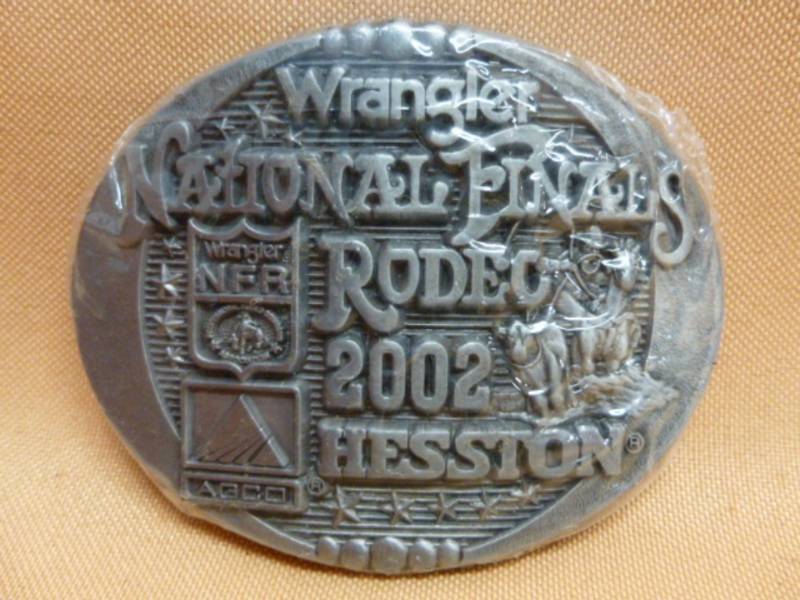 Wrangler
NATIONAL FINALS
RODEO
2002
HESSTON®
Wrangler
NFR
AGCO®